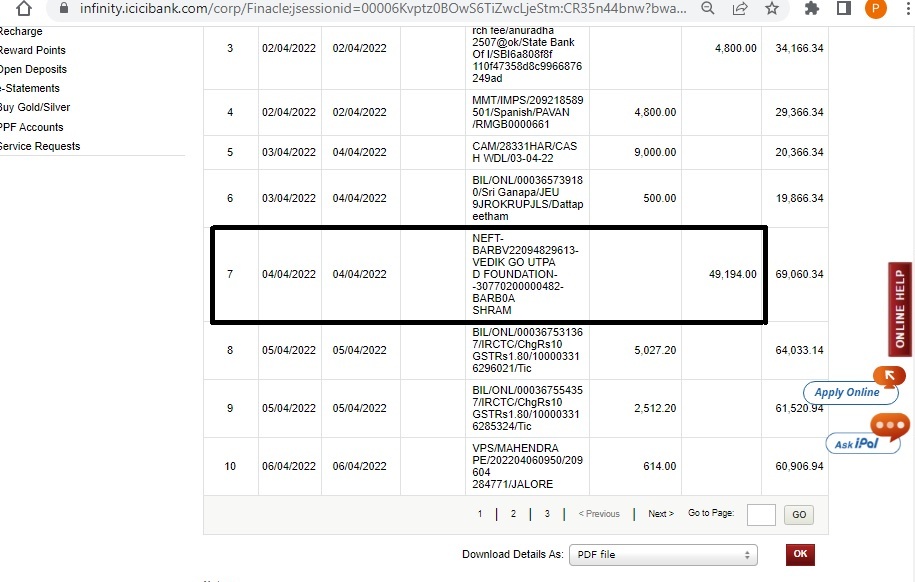 infinity.icicibank.com/corp/Finacle;jsessionid=00006Kvptz0BOwS6TiZwcLjeStm:CR35n44bnw?bwa...
P
Recharge
Reward Points
Open Deposits
e-Statements
Buy Gold/Silver
PPF Accounts
Service Requests
3 02/04/2022 02/04/2022 rch fee/anuradha
2507@ok/State Bank
Of I/SBI6a808f8f
110f47358d8c9966876
249ad
4,800.00 34,166.34
4 02/04/2022 02/04/2022 MMT/IMPS/209218589
501/Spanish/PAVAN
/RMGB0000661
4,800.00 29,366.34
5 03/04/2022 04/04/2022 CAM/28331HAR/CAS
H WDL/03-04-22
9,000.00 20,366.34
6 03/04/2022 04/04/2022 BIL/ONL/00036573918
0/Sri Ganapa/JEU
9JROKRUPJLS/Dattap
eetham
500.00 19,866.34
7 04/04/2022 04/04/2022 NEFT-
BARBV22094829613-
VEDIK GO UTPA
D FOUNDATION-
-30770200000482-
BARB0A
SHRAM
49,194.00 69,060.34
8 05/04/2022 05/04/2022 BIL/ONL/00036753136
7/IRCTC/ChgRs10
GSTRs1.80/10000331
6296021/Tic
5,027.20 64,033.14
9 05/04/2022 05/04/2022 BIL/ONL/00036755435
7/IRCTC/ChgRs10
GSTRs1.80/10000331
6285324/Tic
2,512.20 61,520.94
10 06/04/2022 06/04/2022 VPS/MAHENDRA
PE/202204060950/209
604
284771/JALORE
614.00 60,906.94
1 | 2 | 3 | < Previous | Next > Go to Page: GO
Download Details As: PDF file OK
ONLINE HELP
Apply Online
Ask iPal